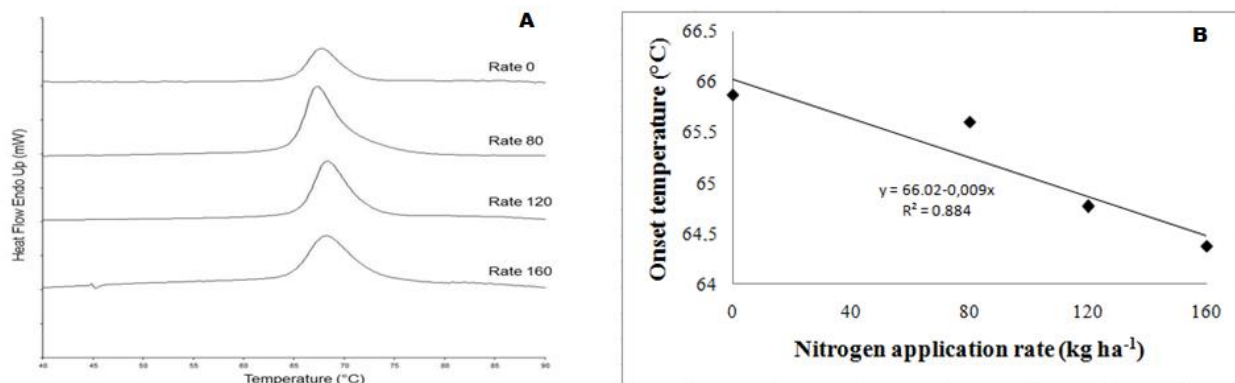 A
Rate 0
Rate 80
Rate 120
Rate 160
Heat Flow Endo Up (mW)
40 45 50 55 60 65 70 75 80 85 90
Temperature (°C)
B
66.5
66
65.5
65
64.5
64
Onset temperature (°C)
y = 66.02-0,009x
R² = 0.884
0 40 80 120 160
Nitrogen application rate (kg ha⁻¹)